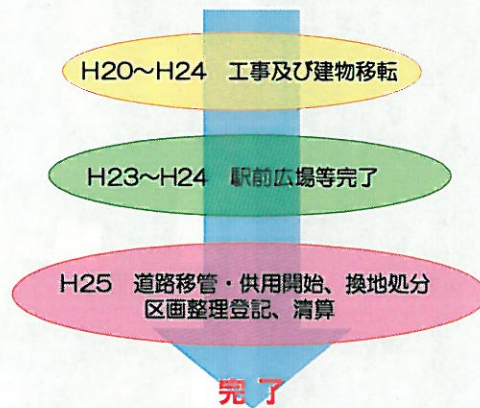 H20～H24　工事及び建物移転
H23～H24　駅前広場等完了
H25　道路移管・供用開始、換地処分
区画整理登記、清算
完了